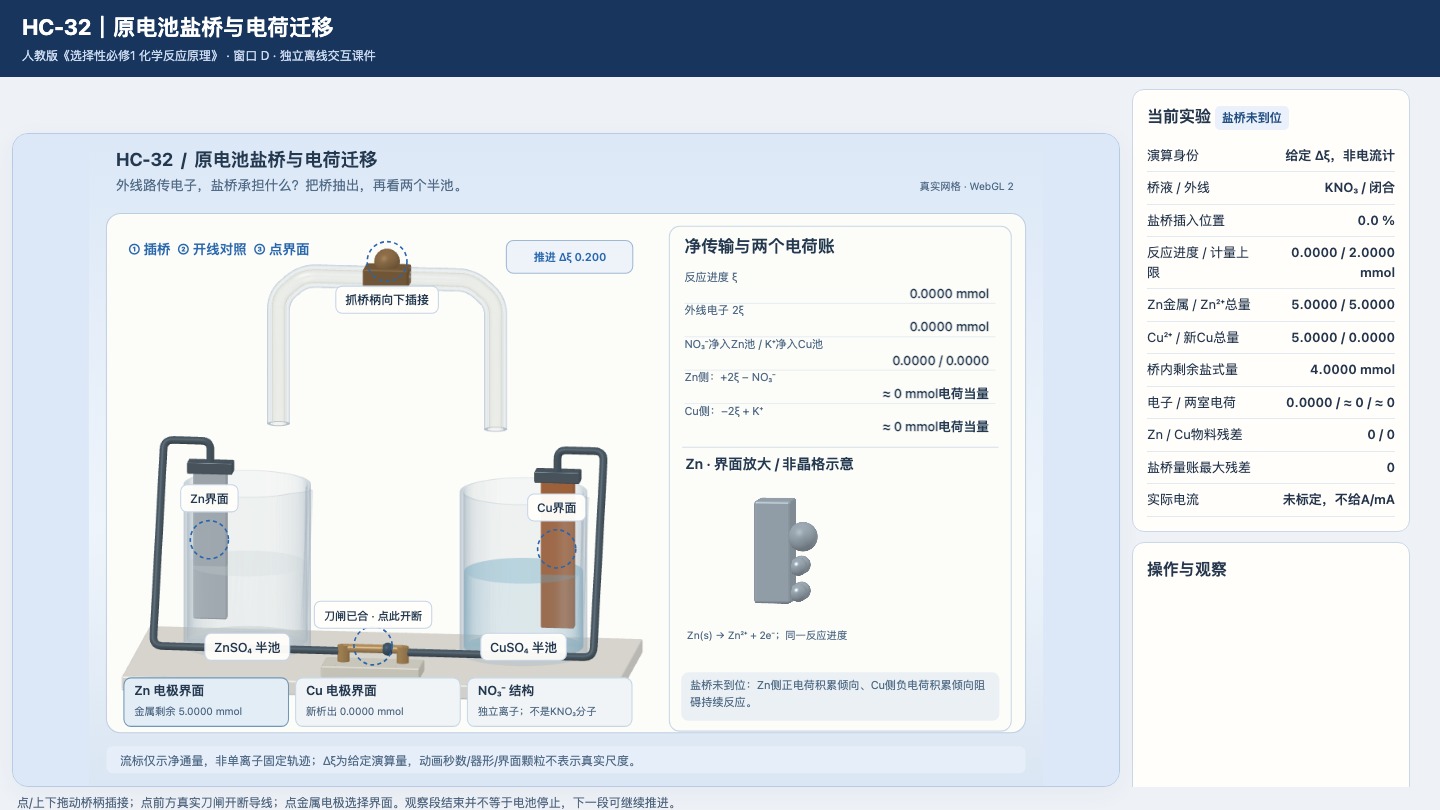 HC-32｜原电池盐桥与电荷迁移
人教版《选择性必修1 化学反应原理》 · 窗口 D · 独立离线交互课件
HC-32 / 原电池盐桥与电荷迁移
外线路传电子，盐桥承担什么？把桥抽出，再看两个半池。
真实网格 · WebGL 2
① 插桥 ② 开线对照 ③ 点界面
推进 Δξ 0.200
抓桥柄向下插接
Zn界面
Cu界面
刀闸已合 · 点此开断
ZnSO₄ 半池
CuSO₄ 半池
Zn 电极界面
金属剩余 5.0000 mmol
Cu 电极界面
新析出 0.0000 mmol
NO₃⁻ 结构
独立离子；不是KNO₃分子
净传输与两个电荷账
反应进度 ξ
0.0000 mmol
外线电子 2ξ
0.0000 mmol
NO₃⁻净入Zn池 / K⁺净入Cu池
0.0000 / 0.0000
Zn侧：+2ξ − NO₃⁻
≈ 0 mmol电荷当量
Cu侧：−2ξ + K⁺
≈ 0 mmol电荷当量
Zn · 界面放大 / 非晶格示意
Zn(s) → Zn²⁺ + 2e⁻；同一反应进度
盐桥未到位：Zn侧正电荷积累倾向、Cu侧负电荷积累倾向阻
碍持续反应。
流标仅示净通量，非单离子固定轨迹；Δξ为给定演算量，动画秒数/器形/界面颗粒不表示真实尺度。
点/上下拖动桥柄插接；点前方真实刀闸开断导线；点金属电极选择界面。观察段结束并不等于电池停止，下一段可继续推进。
当前实验 盐桥未到位
演算身份 给定 Δξ，非电流计
桥液 / 外线 KNO₃ / 闭合
盐桥插入位置 0.0 %
反应进度 / 计量上 0.0000 / 2.0000
限 mmol
Zn金属 / Zn²⁺总量 5.0000 / 5.0000
Cu²⁺ / 新Cu总量 5.0000 / 0.0000
桥内剩余盐式量 4.0000 mmol
电子 / 两室电荷 0.0000 / ≈ 0 / ≈ 0
Zn / Cu物料残差 0 / 0
盐桥量账最大残差 0
实际电流 未标定，不给A/mA
操作与观察